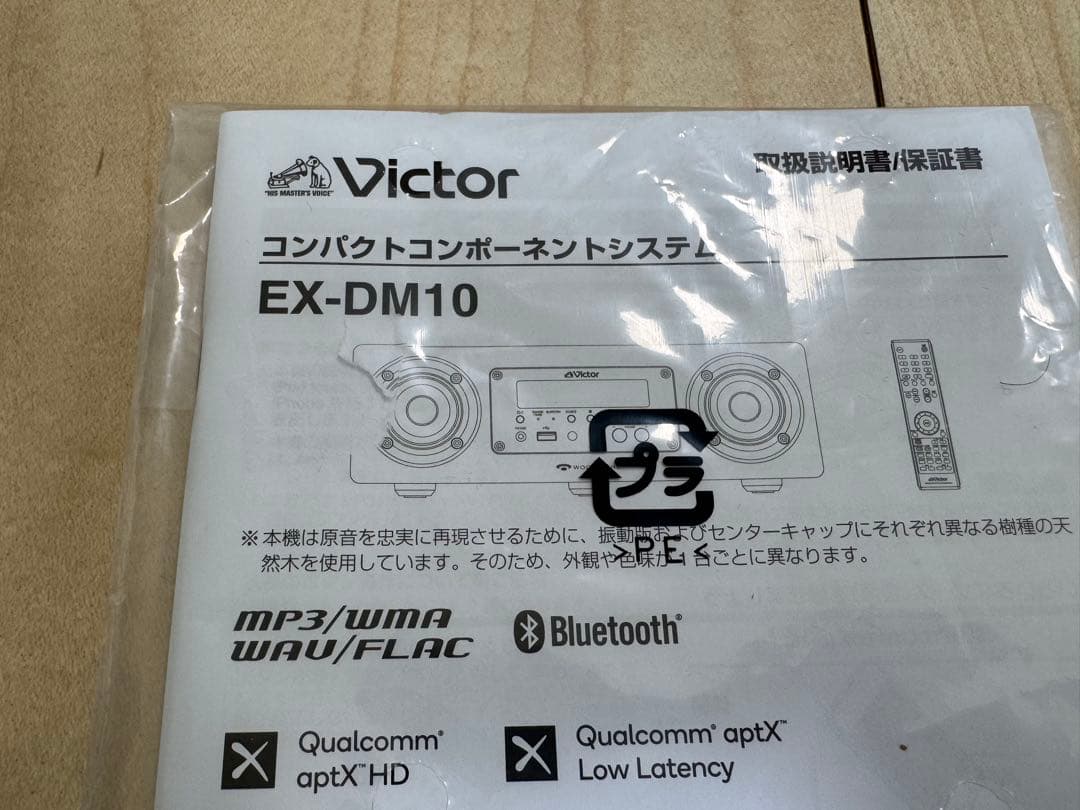 "HIS MASTER'S VOICE"
Victor
取扱説明書/保証書
コンパクトコンポーネントシステム
EX-DM10
Victor
プラ
>PE<
※本機は原音を忠実に再現させるために、振動版およびセンターキャップにそれぞれ異なる樹種の天
然木を使用しています。そのため、外観や色味が1台ごとに異なります。
MP3/WMA
WAV/FLAC
Bluetooth®
Qualcomm®
aptX™ HD
Qualcomm® aptX™
Low Latency